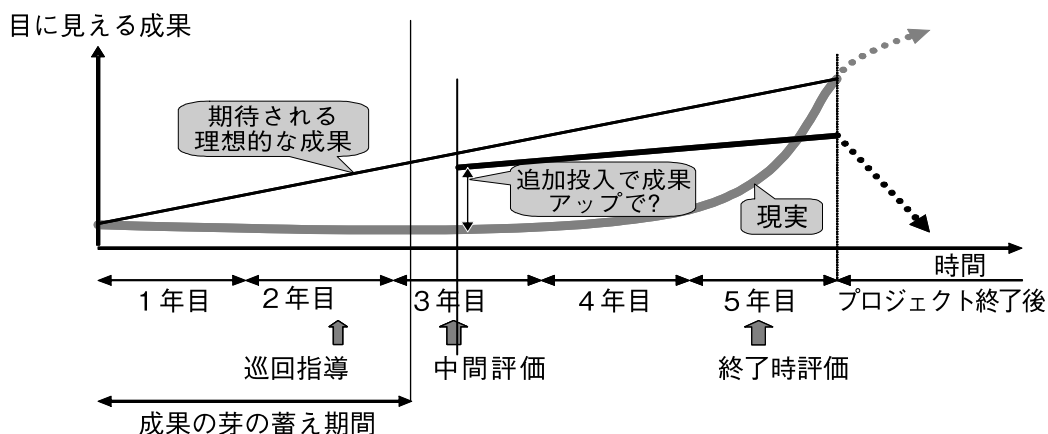 目に見える成果
期待される
理想的な成果
追加投入で成果
アップで?
現実
時間
1年目
2年目
3年目
4年目
5年目
プロジェクト終了後
巡回指導
中間評価
終了時評価
成果の芽の蓄え期間